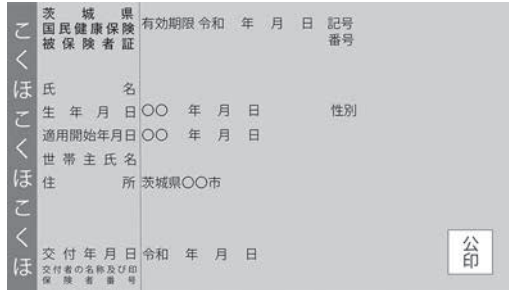 こくほこくほこくほ
茨城県
国民健康保険
被保険者証
有効期限 令和 年 月 日 記号
番号
氏名
生年月日 〇〇 年 月 日 性別
適用開始年月日 〇〇 年 月 日
世帯主氏名
住所 茨城県〇〇市
交付年月日 令和 年 月 日
交付者の名称及び印
保険者番号
公印